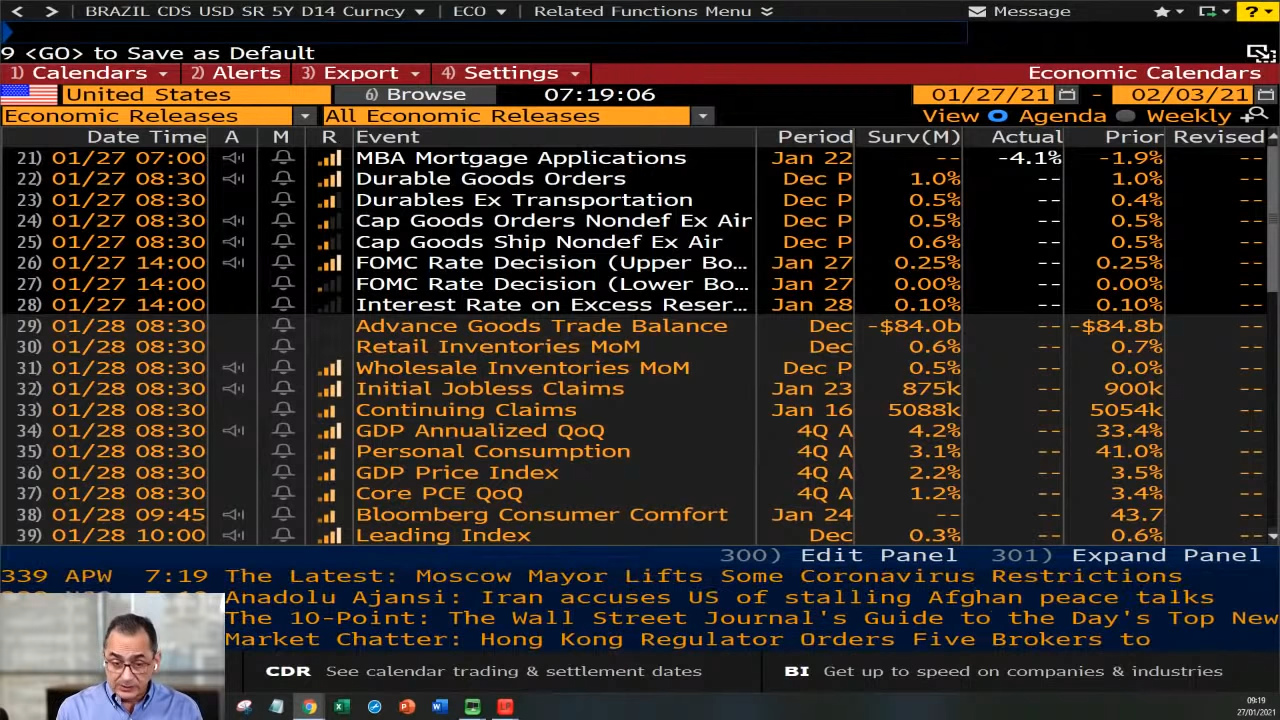 < > BRAZIL CDS USD SR 5Y D14 Curncy ECO Related Functions Menu Message ?
9 <GO> to Save as Default
1) Calendars 2) Alerts 3) Export 4) Settings Economic Calendars
United States 6) Browse 07:19:06 01/27/21 - 02/03/21
Economic Releases All Economic Releases View Agenda Weekly
Date Time A M R Event Period Surv(M) Actual Prior Revised
21) 01/27 07:00 MBA Mortgage Applications Jan 22 -- -4.1% -1.9% --
22) 01/27 08:30 Durable Goods Orders Dec P 1.0% -- 1.0% --
23) 01/27 08:30 Durables Ex Transportation Dec P 0.5% -- 0.4% --
24) 01/27 08:30 Cap Goods Orders Nondef Ex Air Dec P 0.5% -- 0.5% --
25) 01/27 08:30 Cap Goods Ship Nondef Ex Air Dec P 0.6% -- 0.5% --
26) 01/27 14:00 FOMC Rate Decision (Upper Bo... Jan 27 0.25% -- 0.25% --
27) 01/27 14:00 FOMC Rate Decision (Lower Bo... Jan 27 0.00% -- 0.00% --
28) 01/27 14:00 Interest Rate on Excess Reser... Jan 28 0.10% -- 0.10% --
29) 01/28 08:30 Advance Goods Trade Balance Dec -$84.0b -- -$84.8b --
30) 01/28 08:30 Retail Inventories MoM Dec 0.6% -- 0.7% --
31) 01/28 08:30 Wholesale Inventories MoM Dec P 0.5% -- 0.0% --
32) 01/28 08:30 Initial Jobless Claims Jan 23 875k -- 900k --
33) 01/28 08:30 Continuing Claims Jan 16 5088k -- 5054k --
34) 01/28 08:30 GDP Annualized QoQ 4Q A 4.2% -- 33.4% --
35) 01/28 08:30 Personal Consumption 4Q A 3.1% -- 41.0% --
36) 01/28 08:30 GDP Price Index 4Q A 2.2% -- 3.5% --
37) 01/28 08:30 Core PCE QoQ 4Q A 1.2% -- 3.4% --
38) 01/28 09:45 Bloomberg Consumer Comfort Jan 24 -- -- 43.7 --
39) 01/28 10:00 Leading Index Dec 0.3% -- 0.6% --
300) Edit Panel 301) Expand Panel
339 APW 7:19 The Latest: Moscow Mayor Lifts Some Coronavirus Restrictions
Anadolu Ajansi: Iran accuses US of stalling Afghan peace talks
The 10-Point: The Wall Street Journal's Guide to the Day's Top New
Market Chatter: Hong Kong Regulator Orders Five Brokers to
CDR See calendar trading & settlement dates BI Get up to speed on companies & industries
09:19
27/01/2021